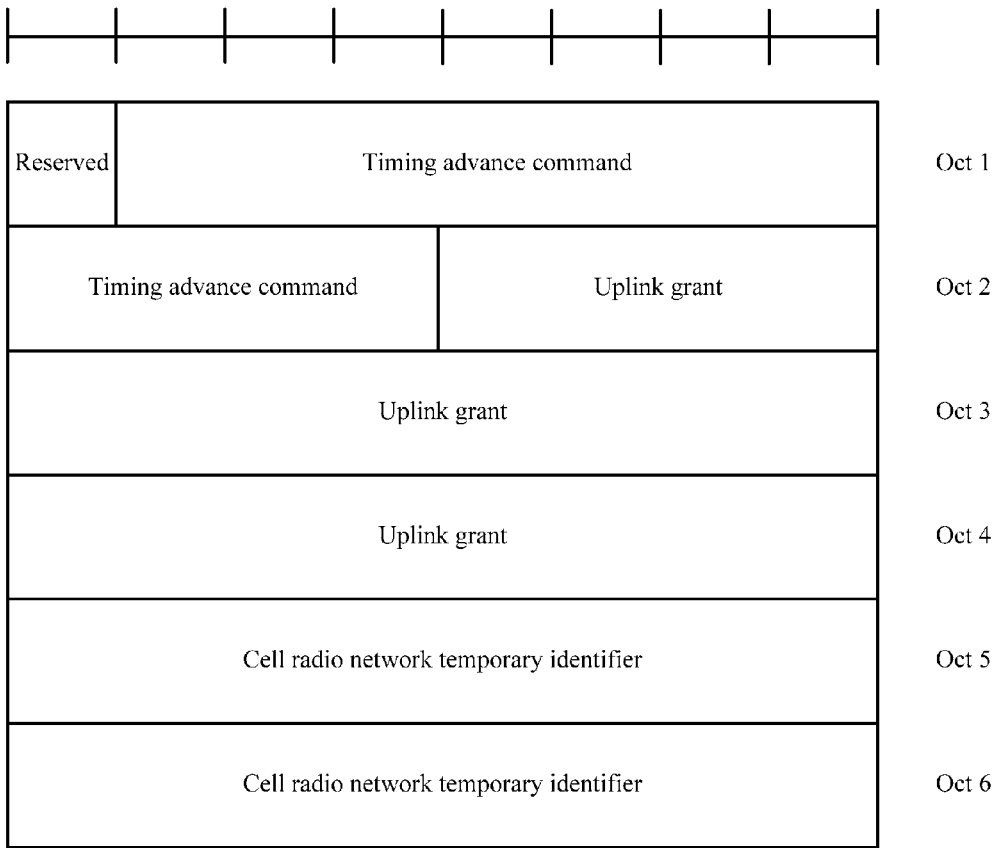 Reserved Timing advance command Oct 1
Timing advance command Uplink grant Oct 2
Uplink grant Oct 3
Uplink grant Oct 4
Cell radio network temporary identifier Oct 5
Cell radio network temporary identifier Oct 6